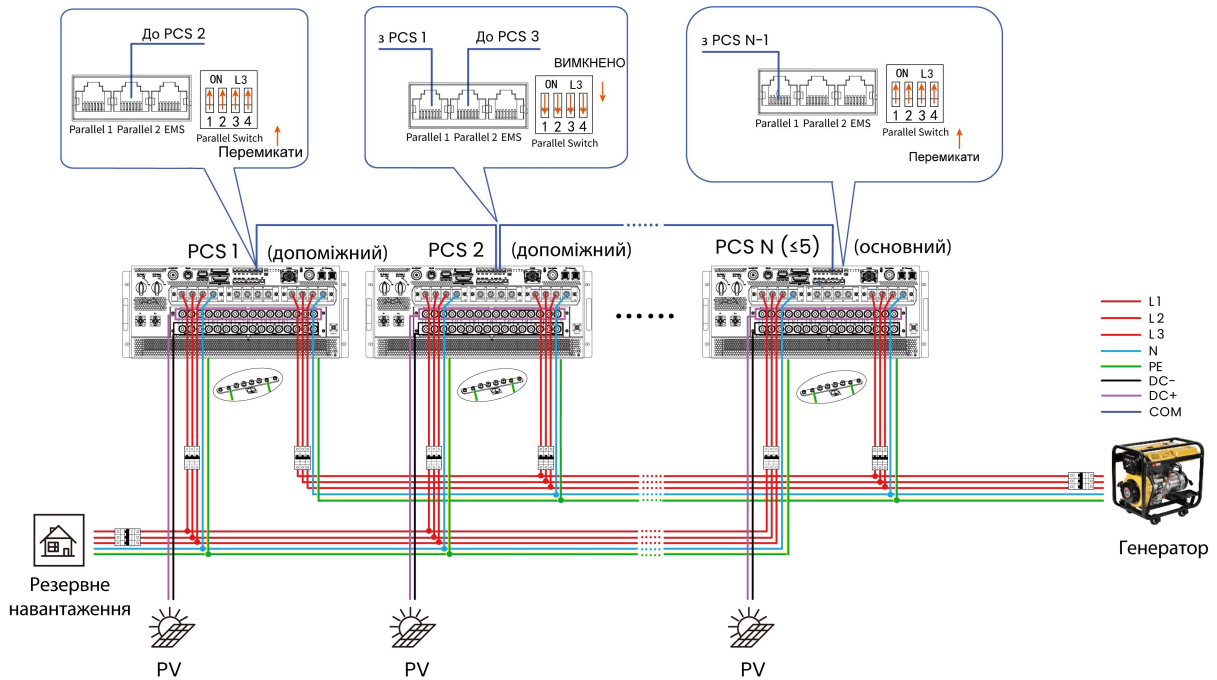 До PCS 2
ON L3
1 2 3 4
Parallel 1 Parallel 2 EMS
Parallel Switch
Перемикати
з PCS 1
До PCS 3
ВИМКНЕНО
ON L3
1 2 3 4
Parallel 1 Parallel 2 EMS
Parallel Switch
з PCS N-1
ON L3
1 2 3 4
Parallel 1 Parallel 2 EMS
Parallel Switch
Перемикати
PCS 1 (допоміжний)
PCS 2 (допоміжний)
PCS N (≤5) (основний)
L1
L2
L3
N
PE
DC-
DC+
COM
Генератор
Резервне
навантаження
PV
PV
PV